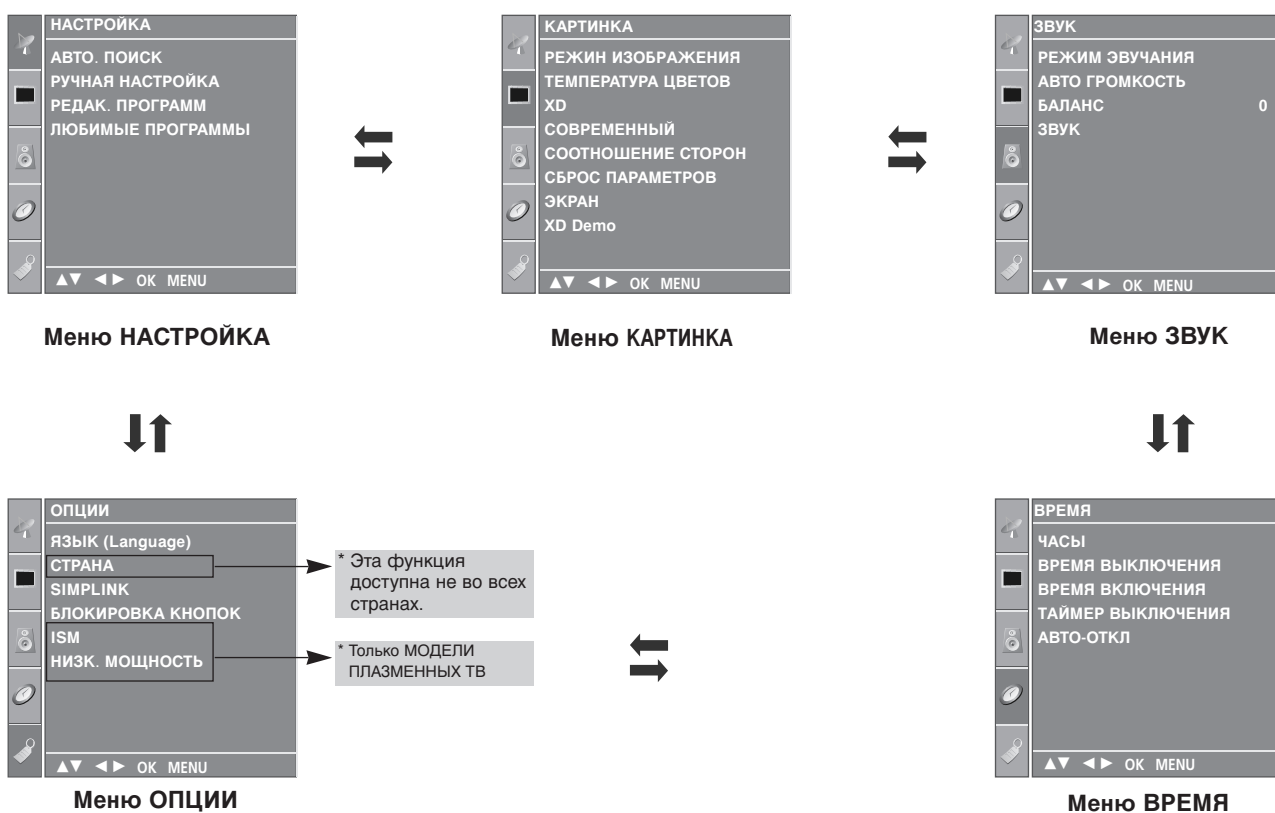 НАСТРОЙКА
АВТО. ПОИСК
РУЧНАЯ НАСТРОЙКА
РЕДАК. ПРОГРАММ
ЛЮБИМЫЕ ПРОГРАММЫ
▲▼ ◄► OK MENU
Меню НАСТРОЙКА
КАРТИНКА
РЕЖИН ИЗОБРАЖЕНИЯ
ТЕМПЕРАТУРА ЦВЕТОВ
XD
СОВРЕМЕННЫЙ
СООТНОШЕНИЕ СТОРОН
СБРОС ПАРАМЕТРОВ
ЭКРАН
XD Demo
▲▼ ◄► OK MENU
Меню КАРТИНКА
ЗВУК
РЕЖИМ ЭВУЧАНИЯ
АВТО ГРОМКОСТЬ
БАЛАНС 0
ЗВУК
▲▼ ◄► OK MENU
Меню ЗВУК
ОПЦИИ
ЯЗЫК (Language)
СТРАНА
SIMPLINK
БЛОКИРОВКА КНОПОК
ISM
НИЗК. МОЩНОСТЬ
▲▼ ◄► OK MENU
Меню ОПЦИИ
* Эта функция
доступна не во всех
странах.
* Только МОДЕЛИ
ПЛАЗМЕННЫХ ТВ
ВРЕМЯ
ЧАСЫ
ВРЕМЯ ВЫКЛЮЧЕНИЯ
ВРЕМЯ ВКЛЮЧЕНИЯ
ТАЙМЕР ВЫКЛЮЧЕНИЯ
АВТО-ОТКЛ
▲▼ ◄► OK MENU
Меню ВРЕМЯ